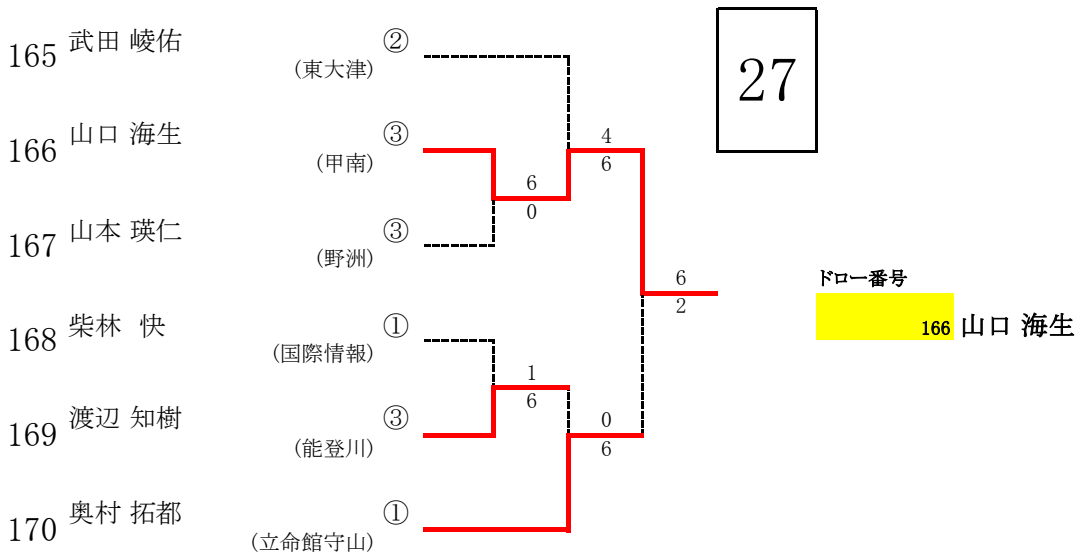 27
165 武田 崚佑 ②
(東大津)
166 山口 海生 ③
(甲南)
4
6
6
0
167 山本 瑛仁 ③
(野洲)
6
2
ドロー番号
166 山口 海生
168 柴林 快 ①
(国際情報)
1
6
169 渡辺 知樹 ③
(能登川)
0
6
170 奥村 拓都 ①
(立命館守山)